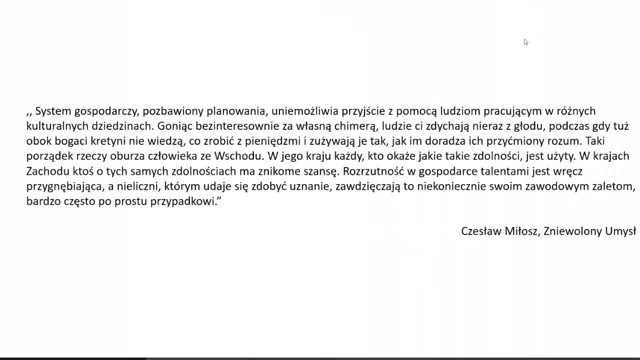 ,, System gospodarczy, pozbawiony planowania, uniemożliwia przyjście z pomocą ludziom pracującym w różnych
kulturalnych dziedzinach. Goniąc bezinteresownie za własną chimerą, ludzie ci zdychają nieraz z głodu, podczas gdy tuż
obok bogaci kretyni nie wiedzą, co zrobić z pieniędzmi i zużywają je tak, jak im doradza ich przyćmiony rozum. Taki
porządek rzeczy oburza człowieka ze Wschodu. W jego kraju każdy, kto okaże jakie takie zdolności, jest użyty. W krajach
Zachodu ktoś o tych samych zdolnościach ma znikome szansę. Rozrzutność w gospodarce talentami jest wręcz
przygnębiająca, a nieliczni, którym udaje się zdobyć uznanie, zawdzięczają to niekoniecznie swoim zawodowym zaletom,
bardzo często po prostu przypadkowi.”
Czesław Miłosz, Zniewolony Umysł